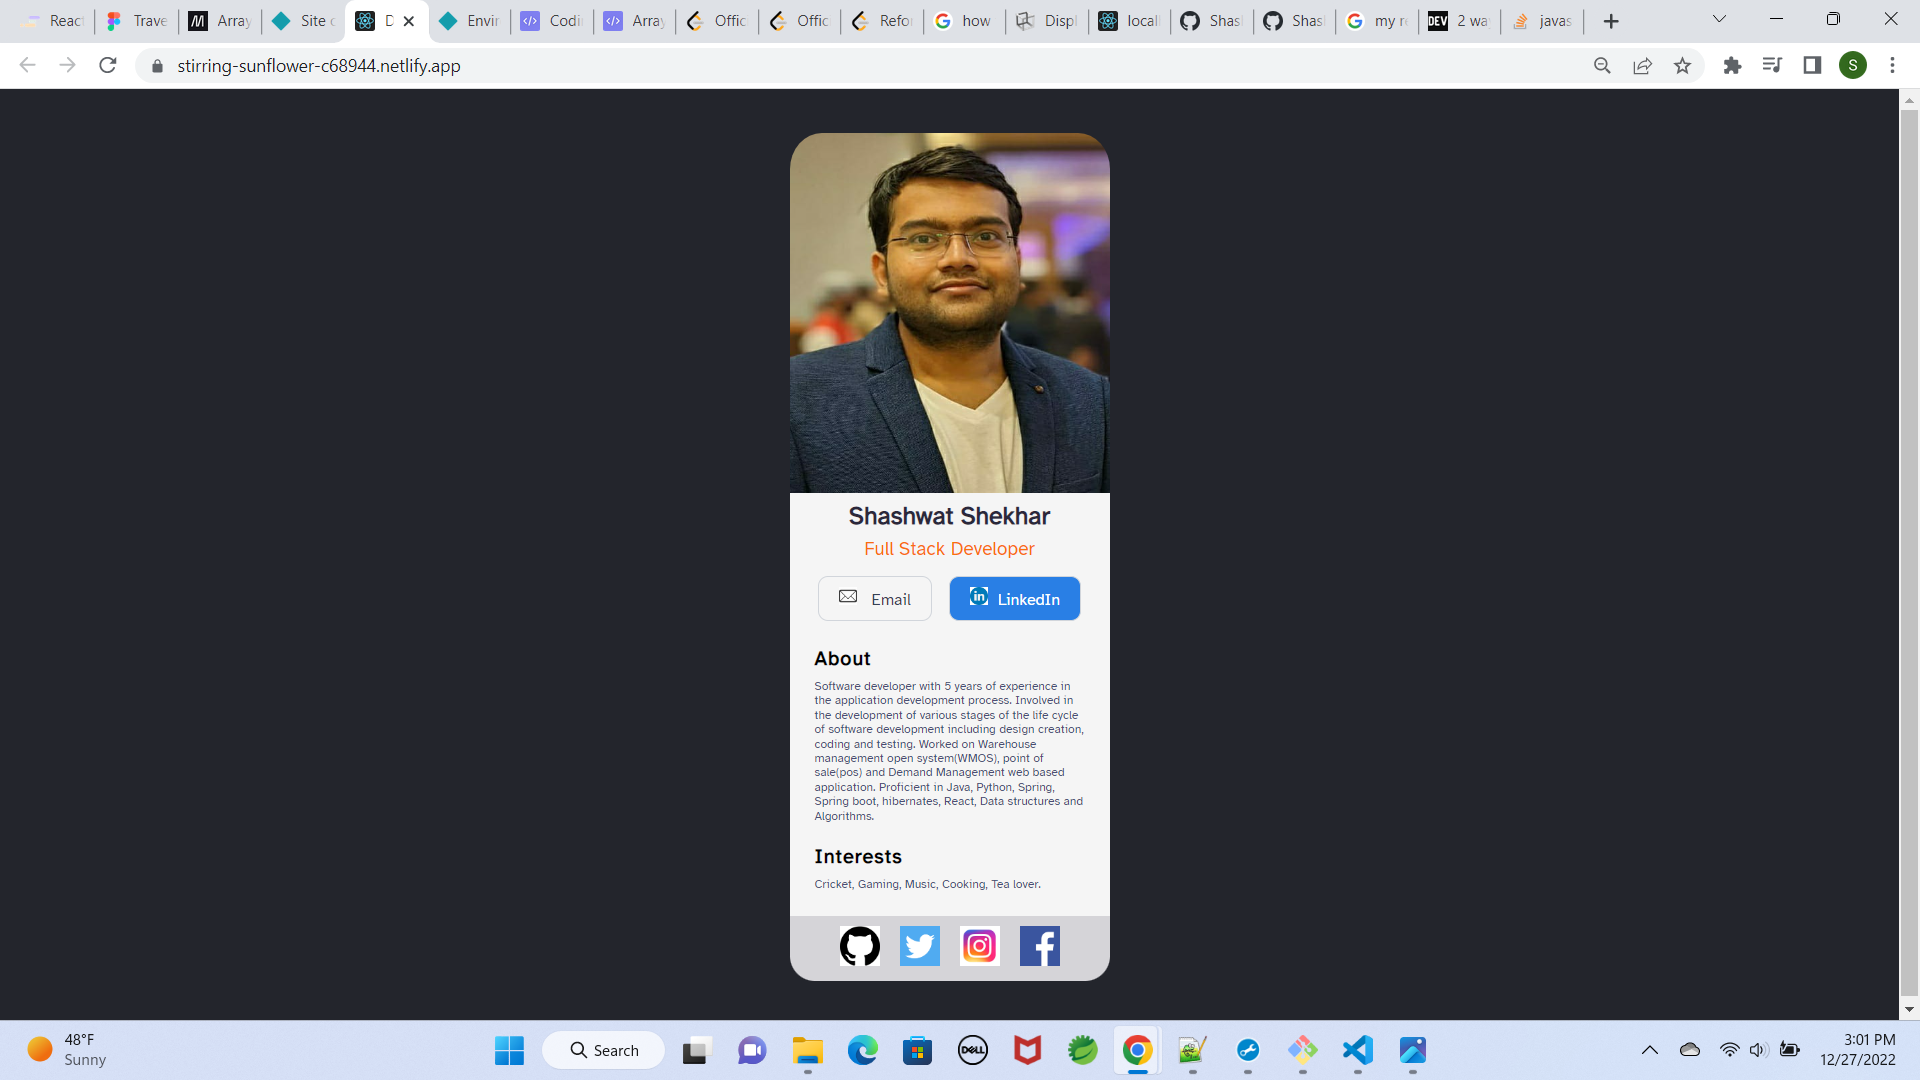 React
Trave
Array
Site o
D
Envir
Codi
Array
Offic
Offic
Refor
how
Displ
local
Shas
Shas
my re
DEV 2 wa
javas
stirring-sunflower-c68944.netlify.app
S
Shashwat Shekhar
Full Stack Developer
Email
in LinkedIn
About
Software developer with 5 years of experience in
the application development process. Involved in
the development of various stages of the life cycle
of software development including design creation,
coding and testing. Worked on Warehouse
management open system(WMOS), point of
sale(pos) and Demand Management web based
application. Proficient in Java, Python, Spring,
Spring boot, hibernates, React, Data structures and
Algorithms.
Interests
Cricket, Gaming, Music, Cooking, Tea lover.
48°F
Sunny
Search
DELL
3:01 PM
12/27/2022